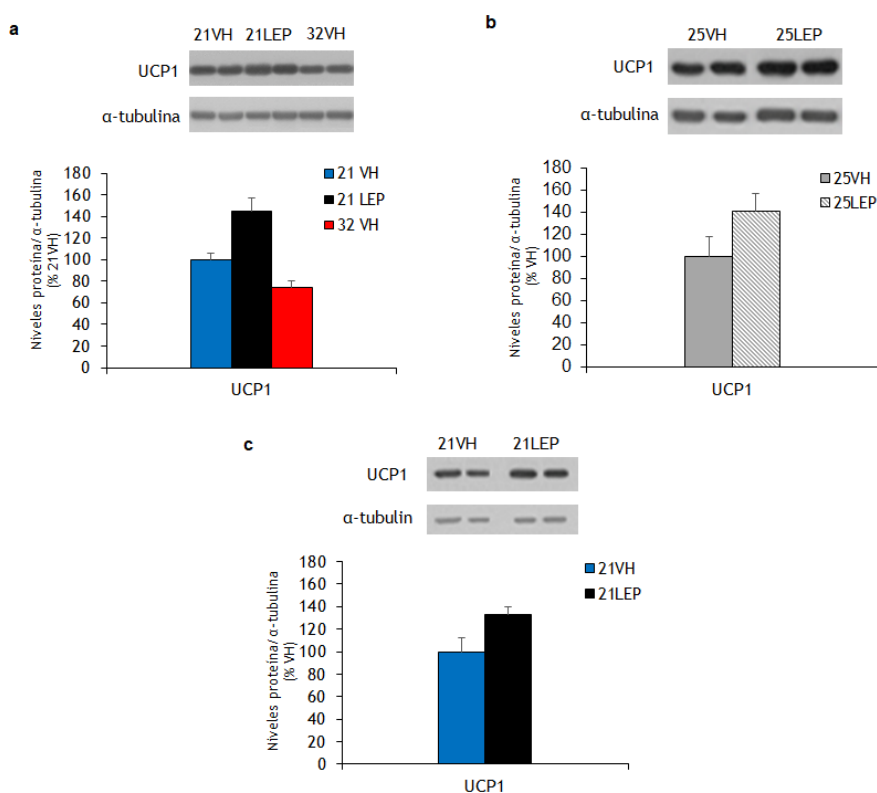 a
21VH 21LEP 32VH
UCP1
α-tubulina
Niveles proteína/ α-tubulina
(% 21VH)
180
160
140
120
100
80
60
40
20
0
21 VH
21 LEP
32 VH
UCP1
b
25VH 25LEP
UCP1
α-tubulina
Niveles proteína/ α-tubulina
(% VH)
180
160
140
120
100
80
60
40
20
0
25VH
25LEP
UCP1
c
21VH 21LEP
UCP1
α-tubulin
Niveles proteína/ α-tubulina
(% VH)
180
160
140
120
100
80
60
40
20
0
21VH
21LEP
UCP1